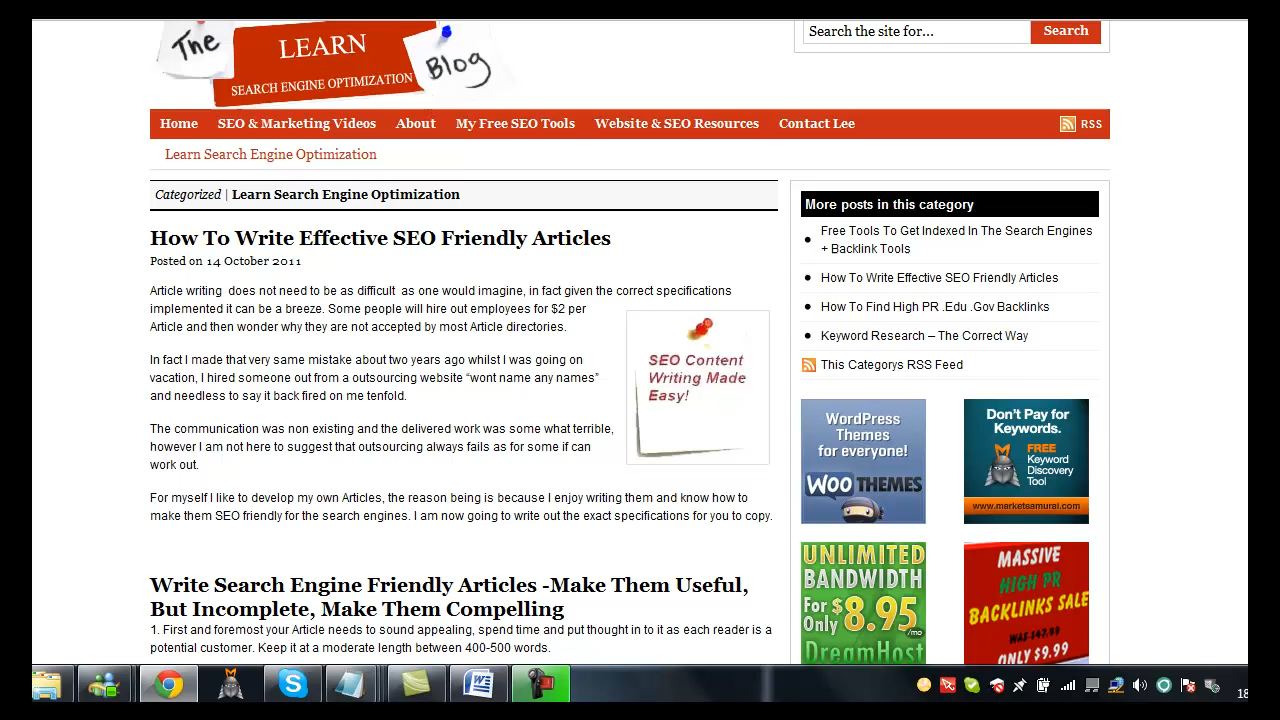 The
LEARN
SEARCH ENGINE OPTIMIZATION
Blog
Search the site for...
Search
Home
SEO & Marketing Videos
About
My Free SEO Tools
Website & SEO Resources
Contact Lee
RSS
Learn Search Engine Optimization
Categorized | Learn Search Engine Optimization
How To Write Effective SEO Friendly Articles
Posted on 14 October 2011
Article writing does not need to be as difficult as one would imagine, in fact given the correct specifications
implemented it can be a breeze. Some people will hire out employees for $2 per
Article and then wonder why they are not accepted by most Article directories.
In fact I made that very same mistake about two years ago whilst I was going on
vacation, I hired someone out from a outsourcing website “wont name any names”
and needless to say it back fired on me tenfold.
The communication was non existing and the delivered work was some what terrible,
however I am not here to suggest that outsourcing always fails as for some if can
work out.
For myself I like to develop my own Articles, the reason being is because I enjoy writing them and know how to
make them SEO friendly for the search engines. I am now going to write out the exact specifications for you to copy.
SEO Content
Writing Made
Easy!
Write Search Engine Friendly Articles -Make Them Useful,
But Incomplete, Make Them Compelling
1. First and foremost your Article needs to sound appealing, spend time and put thought in to it as each reader is a
potential customer. Keep it at a moderate length between 400-500 words.
More posts in this category
Free Tools To Get Indexed In The Search Engines
+ Backlink Tools
How To Write Effective SEO Friendly Articles
How To Find High PR .Edu .Gov Backlinks
Keyword Research – The Correct Way
This Categorys RSS Feed
WordPress
Themes
for everyone!
WOO THEMES
Don't Pay for
Keywords.
FREE
Keyword
Discovery
Tool
www.marketsamurai.com
UNLIMITED
BANDWIDTH
For $8.95
Only /mo
DreamHost
MASSIVE
HIGH PR
BACKLINKS SALE
WAS $47.99
ONLY $9.99
18